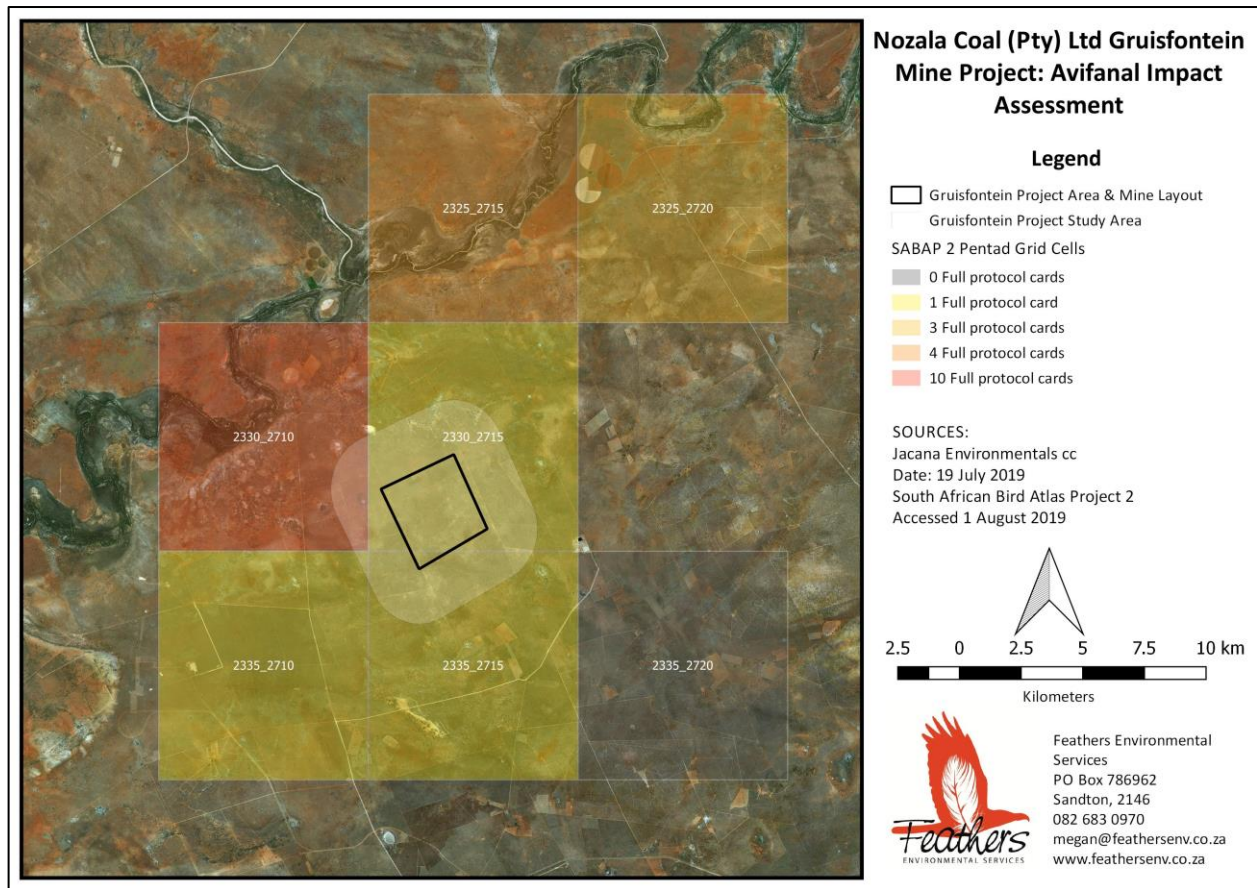 Nozala Coal (Pty) Ltd Gruisfontein
Mine Project: Avifanal Impact
Assessment
Legend
Gruisfontein Project Area & Mine Layout
Gruisfontein Project Study Area
SABAP 2 Pentad Grid Cells
0 Full protocol cards
1 Full protocol card
3 Full protocol cards
4 Full protocol cards
10 Full protocol cards
SOURCES:
Jacana Environmentals cc
Date: 19 July 2019
South African Bird Atlas Project 2
Accessed 1 August 2019
2.5 0 2.5 5 7.5 10 km
Kilometers
Feathers
ENVIRONMENTAL SERVICES
Feathers Environmental
Services
PO Box 786962
Sandton, 2146
082 683 0970
megan@feathersenv.co.za
www.feathersenv.co.za
2325_2715
2325_2720
2330_2710
2330_2715
2335_2710
2335_2715
2335_2720